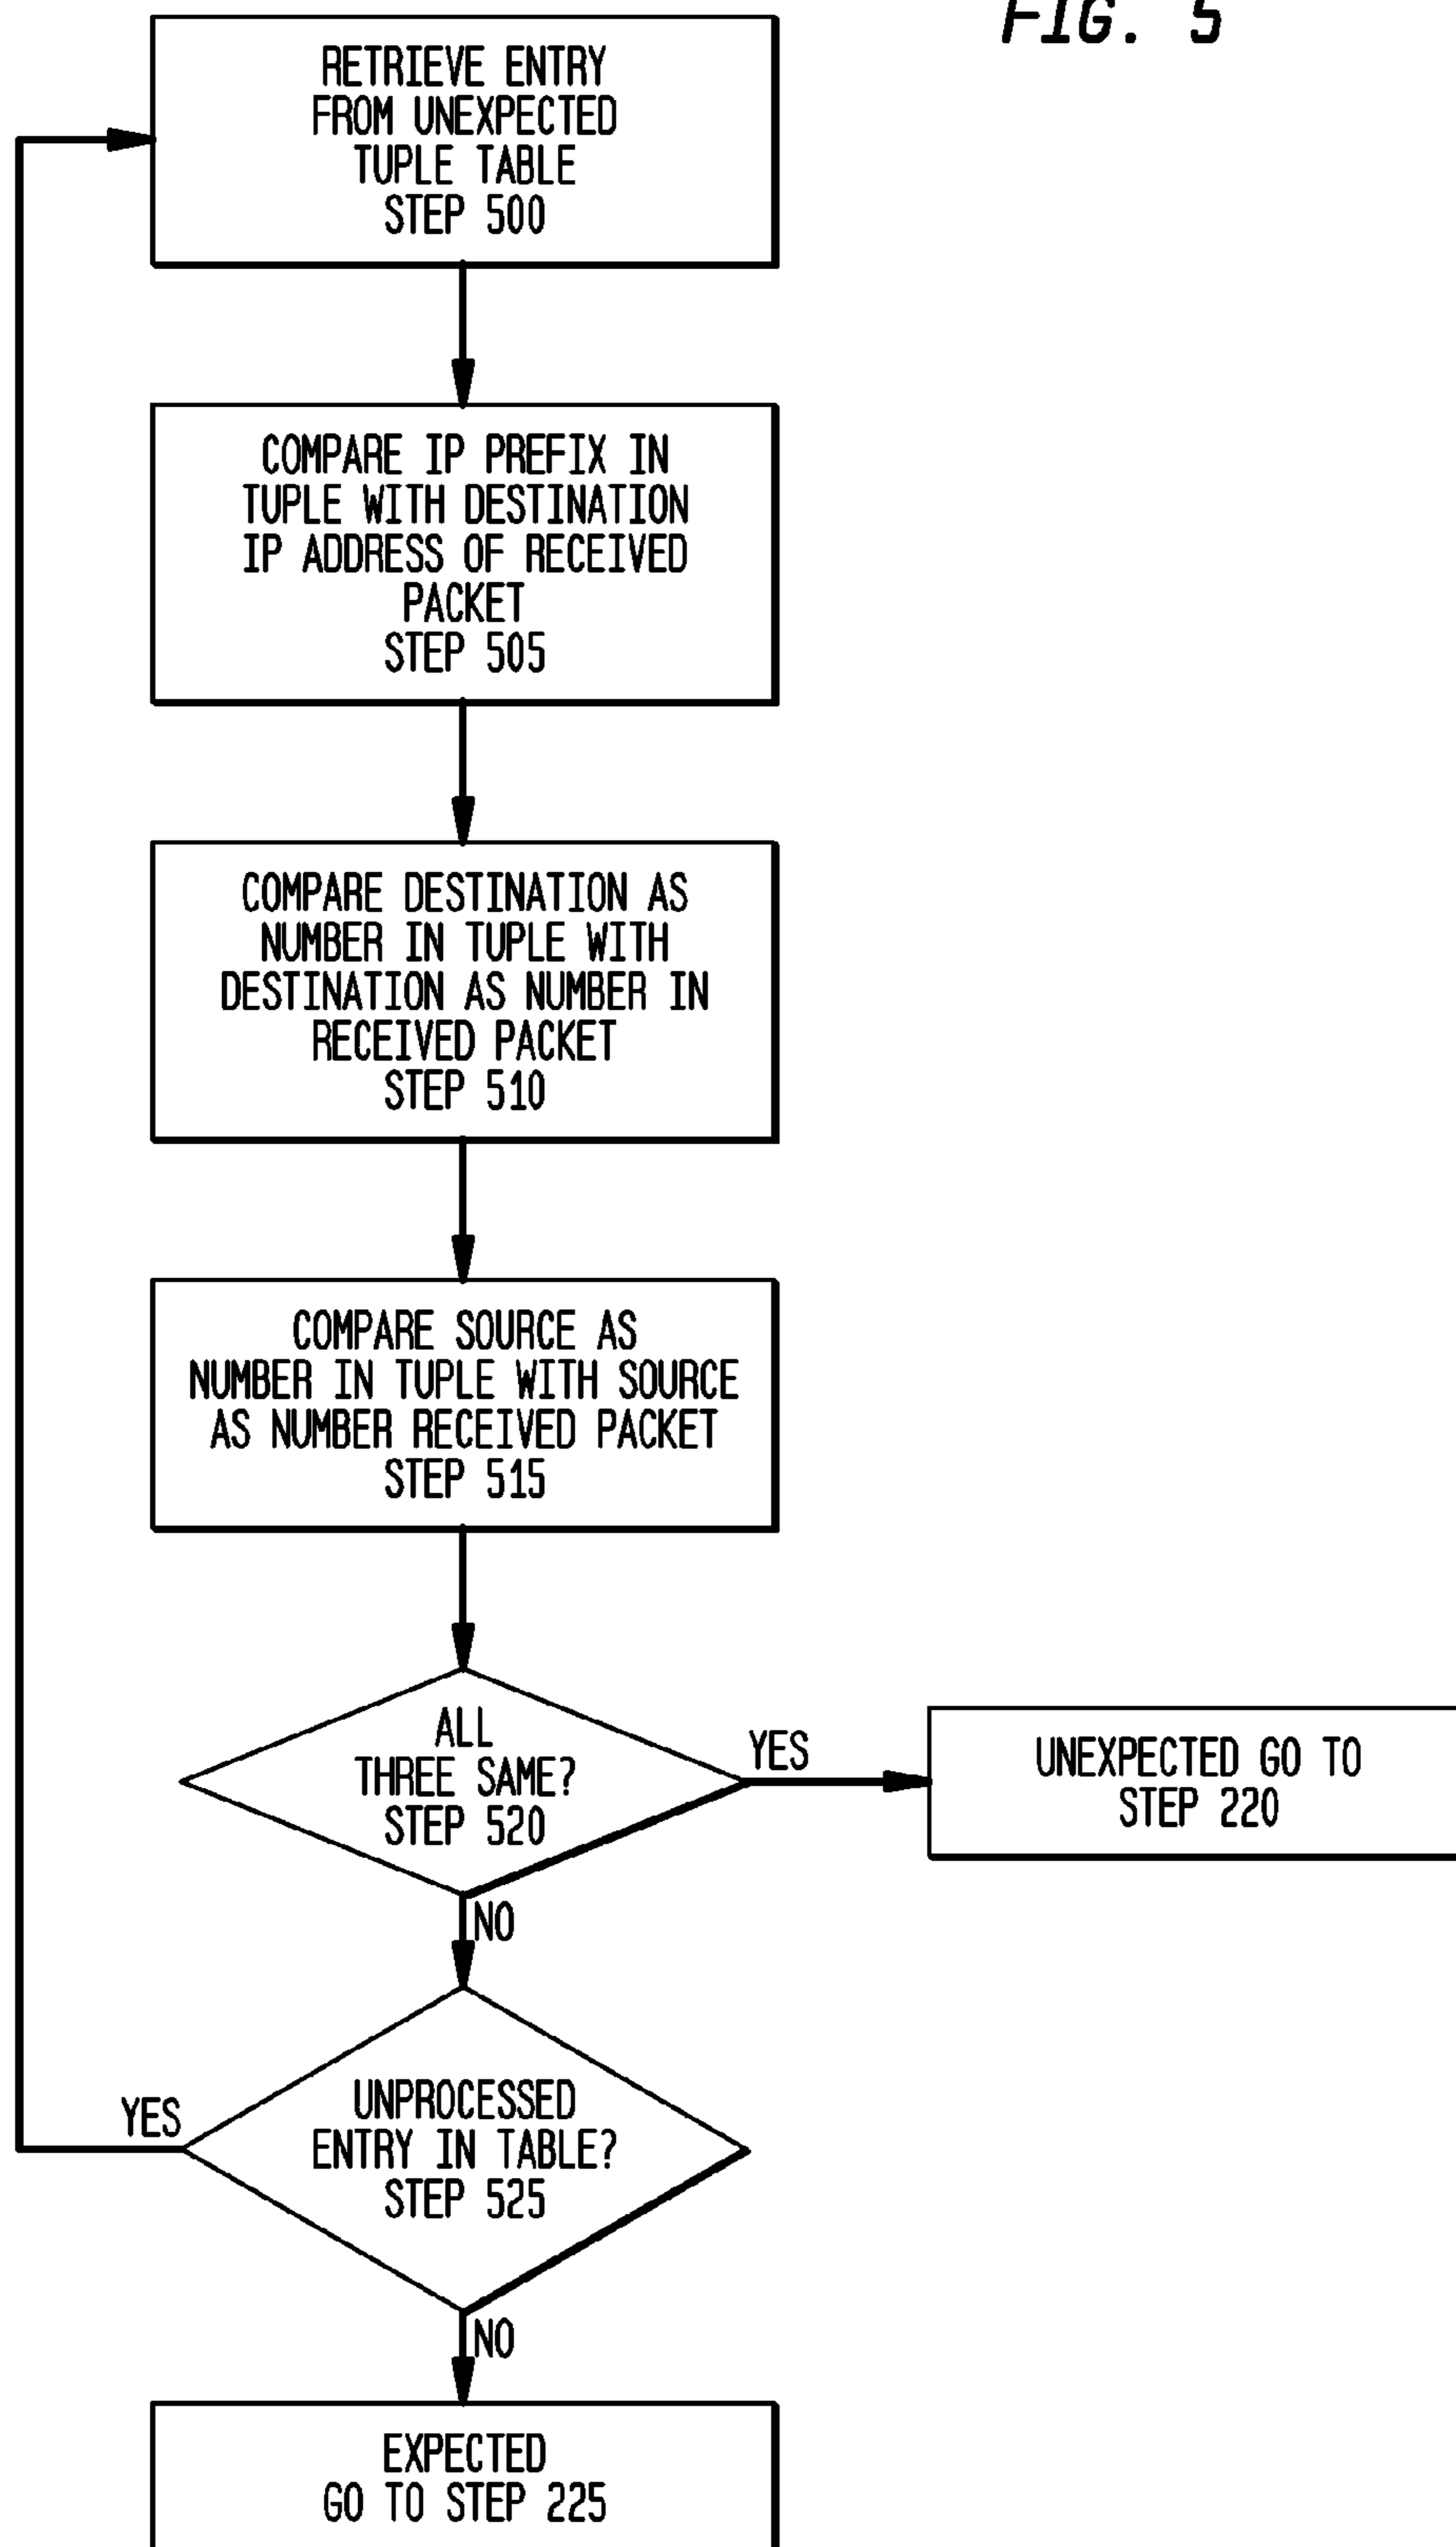 FIG. 5
RETRIEVE ENTRY
FROM UNEXPECTED
TUPLE TABLE
STEP 500
COMPARE IP PREFIX IN
TUPLE WITH DESTINATION
IP ADDRESS OF RECEIVED
PACKET
STEP 505
COMPARE DESTINATION AS
NUMBER IN TUPLE WITH
DESTINATION AS NUMBER IN
RECEIVED PACKET
STEP 510
COMPARE SOURCE AS
NUMBER IN TUPLE WITH SOURCE
AS NUMBER RECEIVED PACKET
STEP 515
ALL
THREE SAME?
STEP 520
YES
UNEXPECTED GO TO
STEP 220
NO
UNPROCESSED
ENTRY IN TABLE?
STEP 525
YES
NO
EXPECTED
GO TO STEP 225